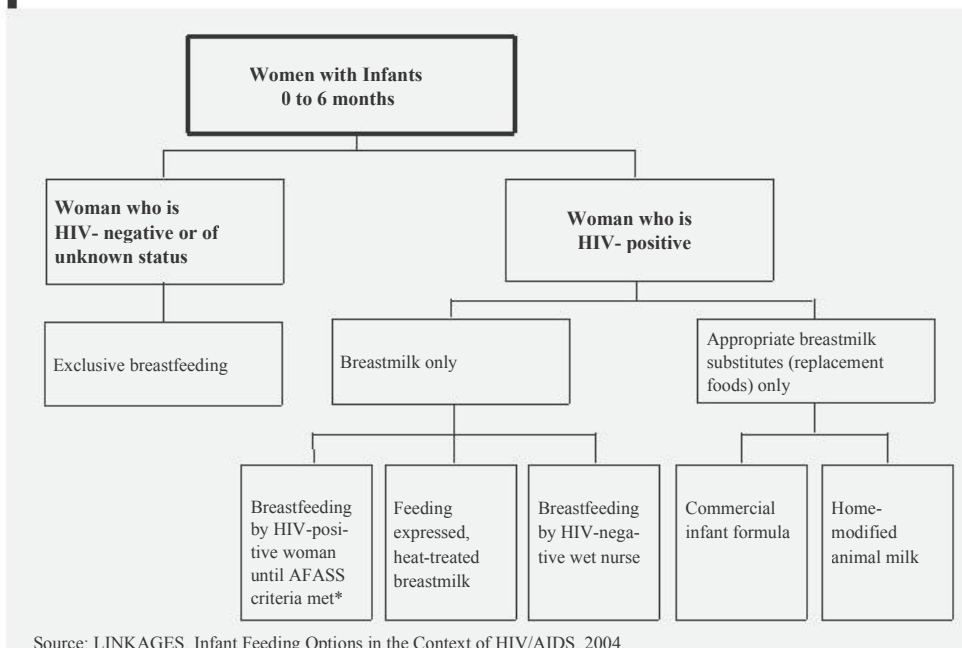 Women with Infants
0 to 6 months
Woman who is
HIV- negative or of
unknown status
Woman who is
HIV- positive
Exclusive breastfeeding
Breastmilk only
Appropriate breastmilk
substitutes (replacement
foods) only
Breastfeeding
by HIV-posi-
tive woman
until AFASS
criteria met*
Feeding
expressed,
heat-treated
breastmilk
Breastfeeding
by HIV-nega-
tive wet nurse
Commercial
infant formula
Home-
modified
animal milk
Source: LINKAGES. Infant Feeding Options in the Context of HIV/AIDS, 2004